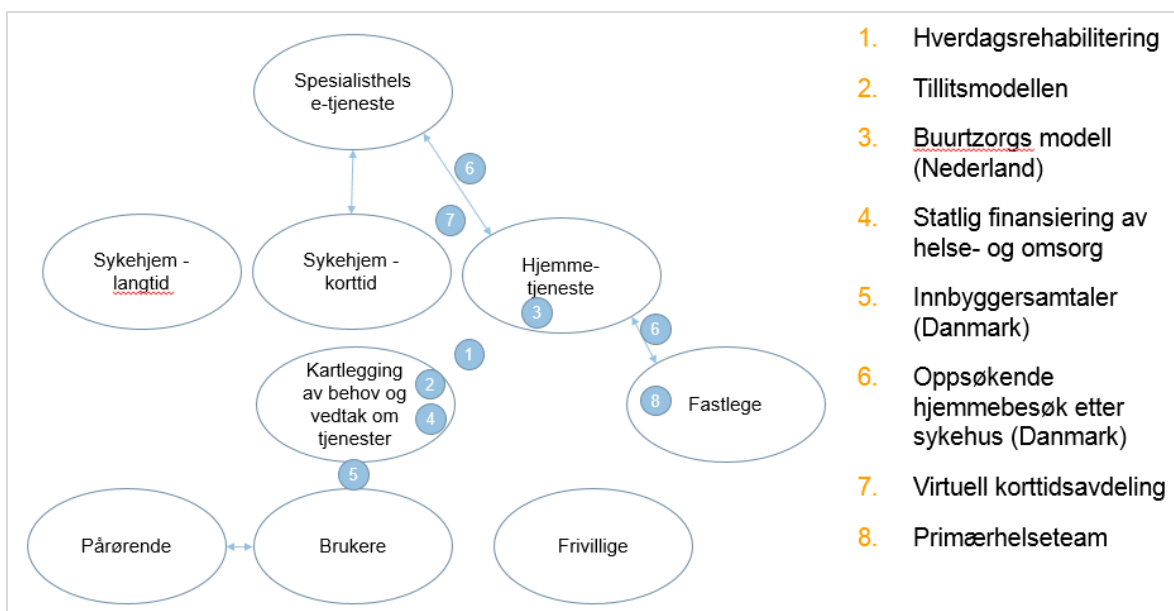 Spesialisthels
e-tjeneste
6
7
Sykehjem -
langtid
Sykehjem -
korttid
Hjemme-
tjeneste
3
6
1
Kartlegging
av behov og
vedtak om
tjenester
2
4
8
Fastlege
5
Pårørende
Brukere
Frivillige
1. Hverdagsrehabilitering
2. Tillitsmodellen
3. Buurtzorgs modell
(Nederland)
4. Statlig finansiering av
helse- og omsorg
5. Innbyggersamtaler
(Danmark)
6. Oppsøkende
hjemmebesøk etter
sykehus (Danmark)
7. Virtuell korttidsavdeling
8. Primærhelseteam